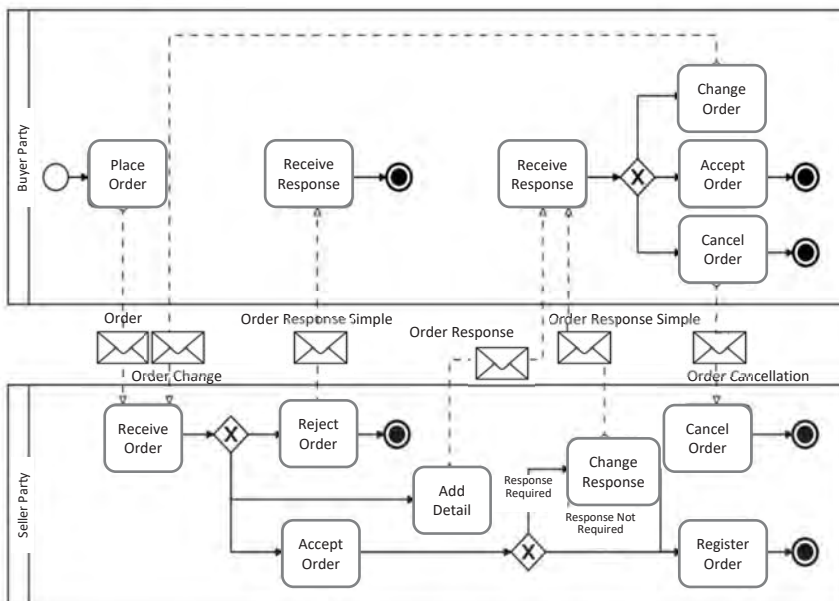 Buyer Party
Place
Order
Receive
Response
Receive
Response
Change
Order
Accept
Order
Cancel
Order
X
Order
Order Response Simple
Order Response
Order Response Simple
Order Change
Order Cancellation
Seller Party
Receive
Order
X
Reject
Order
Accept
Order
Add
Detail
Response
Required
X
Change
Response
Response Not
Required
Cancel
Order
Register
Order